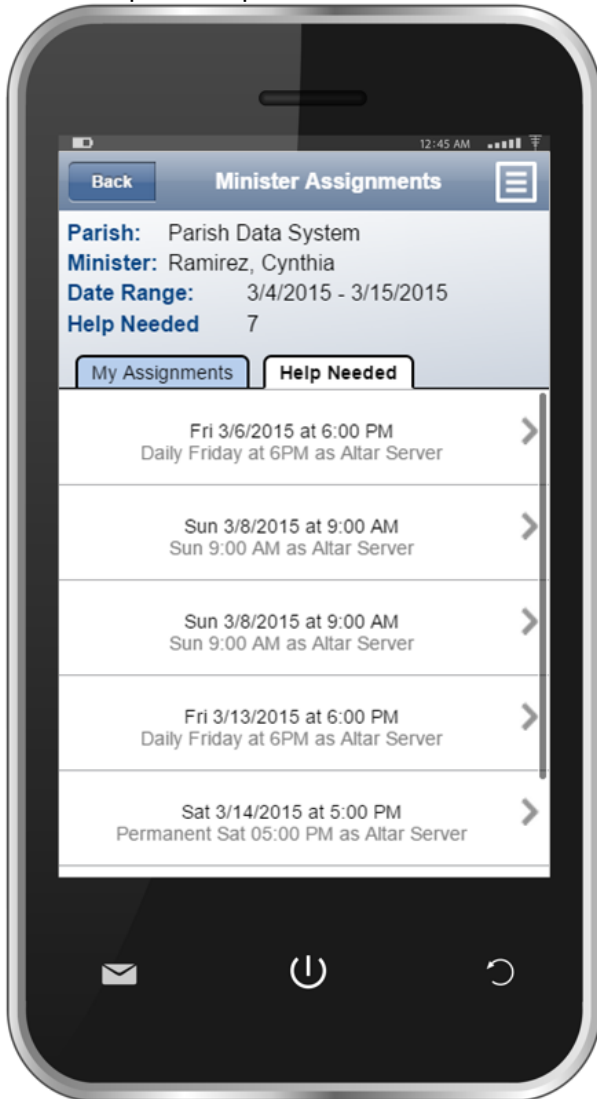 12:45 AM
Back
Minister Assignments
Parish: Parish Data System
Minister: Ramirez, Cynthia
Date Range: 3/4/2015 - 3/15/2015
Help Needed 7
My Assignments
Help Needed
Fri 3/6/2015 at 6:00 PM
Daily Friday at 6PM as Altar Server
Sun 3/8/2015 at 9:00 AM
Sun 9:00 AM as Altar Server
Sun 3/8/2015 at 9:00 AM
Sun 9:00 AM as Altar Server
Fri 3/13/2015 at 6:00 PM
Daily Friday at 6PM as Altar Server
Sat 3/14/2015 at 5:00 PM
Permanent Sat 05:00 PM as Altar Server